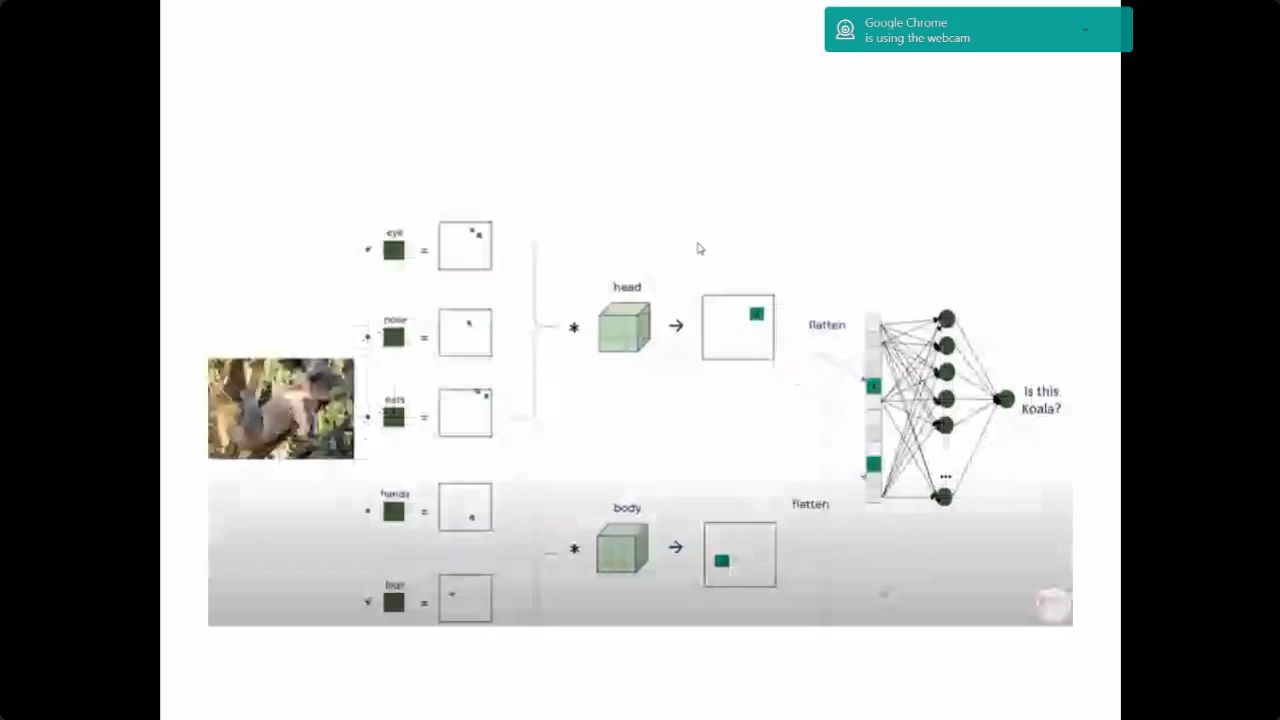 Google Chrome
is using the webcam
eye
=
nose
=
ears
=
hands
=
=
head
*
→
flatten
Is this
Koala?
...
body
*
→
flatten